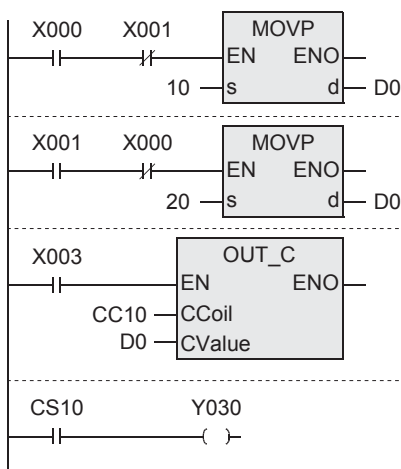 X000 X001 MOVP
EN ENO
10 s d D0
X001 X000 MOVP
EN ENO
20 s d D0
X003 OUT_C
EN ENO
CC10 CCoil
D0 CValue
CS10 Y030